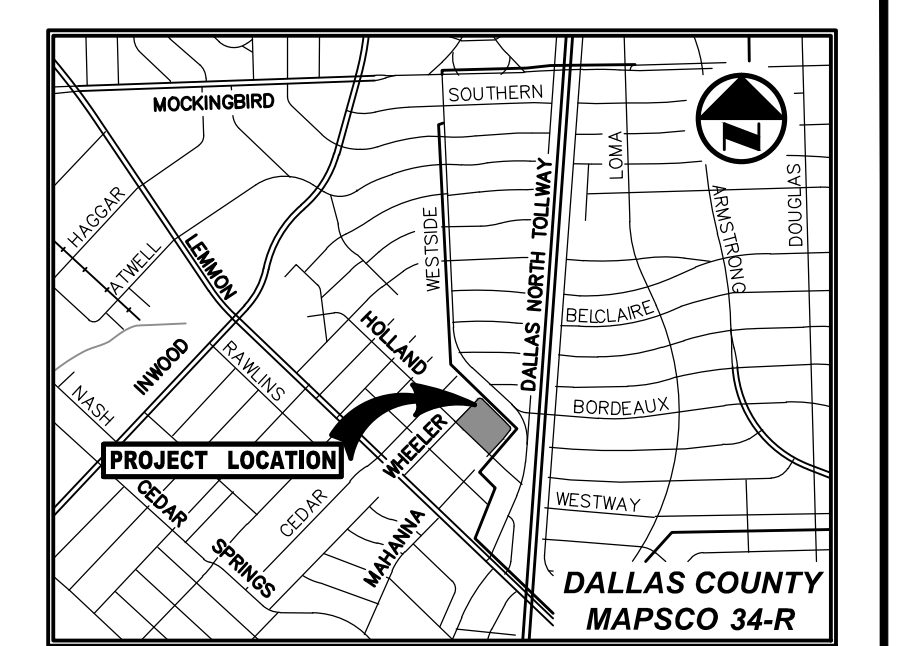 MOCKINGBIRD
SOUTHERN
N
LOMA
DOUGLAS
ARMSTRONG
HAGGAR
ATWELL
LEMMON
WESTSIDE
DALLAS NORTH TOLLWAY
BELCLAIRE
HOLLAND
INWOOD
RAWLINS
NASH
BORDEAUX
WHEELER
PROJECT LOCATION
CEDAR
SPRINGS
CEDAR
MAHANNA
WESTWAY
DALLAS COUNTY
MAPSCO 34-R